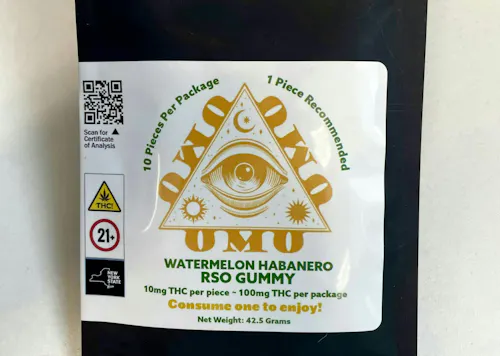 10 Pieces Per Package
1 Piece Recommended
Scan for
Certificate
of Analysis
OMO
OMO
THC!
21+
NEW
YORK
STATE
OMO
WATERMELON HABANERO
RSO GUMMY
10mg THC per piece ~ 100mg THC per package
Consume one to enjoy!
Net Weight: 42.5 Grams